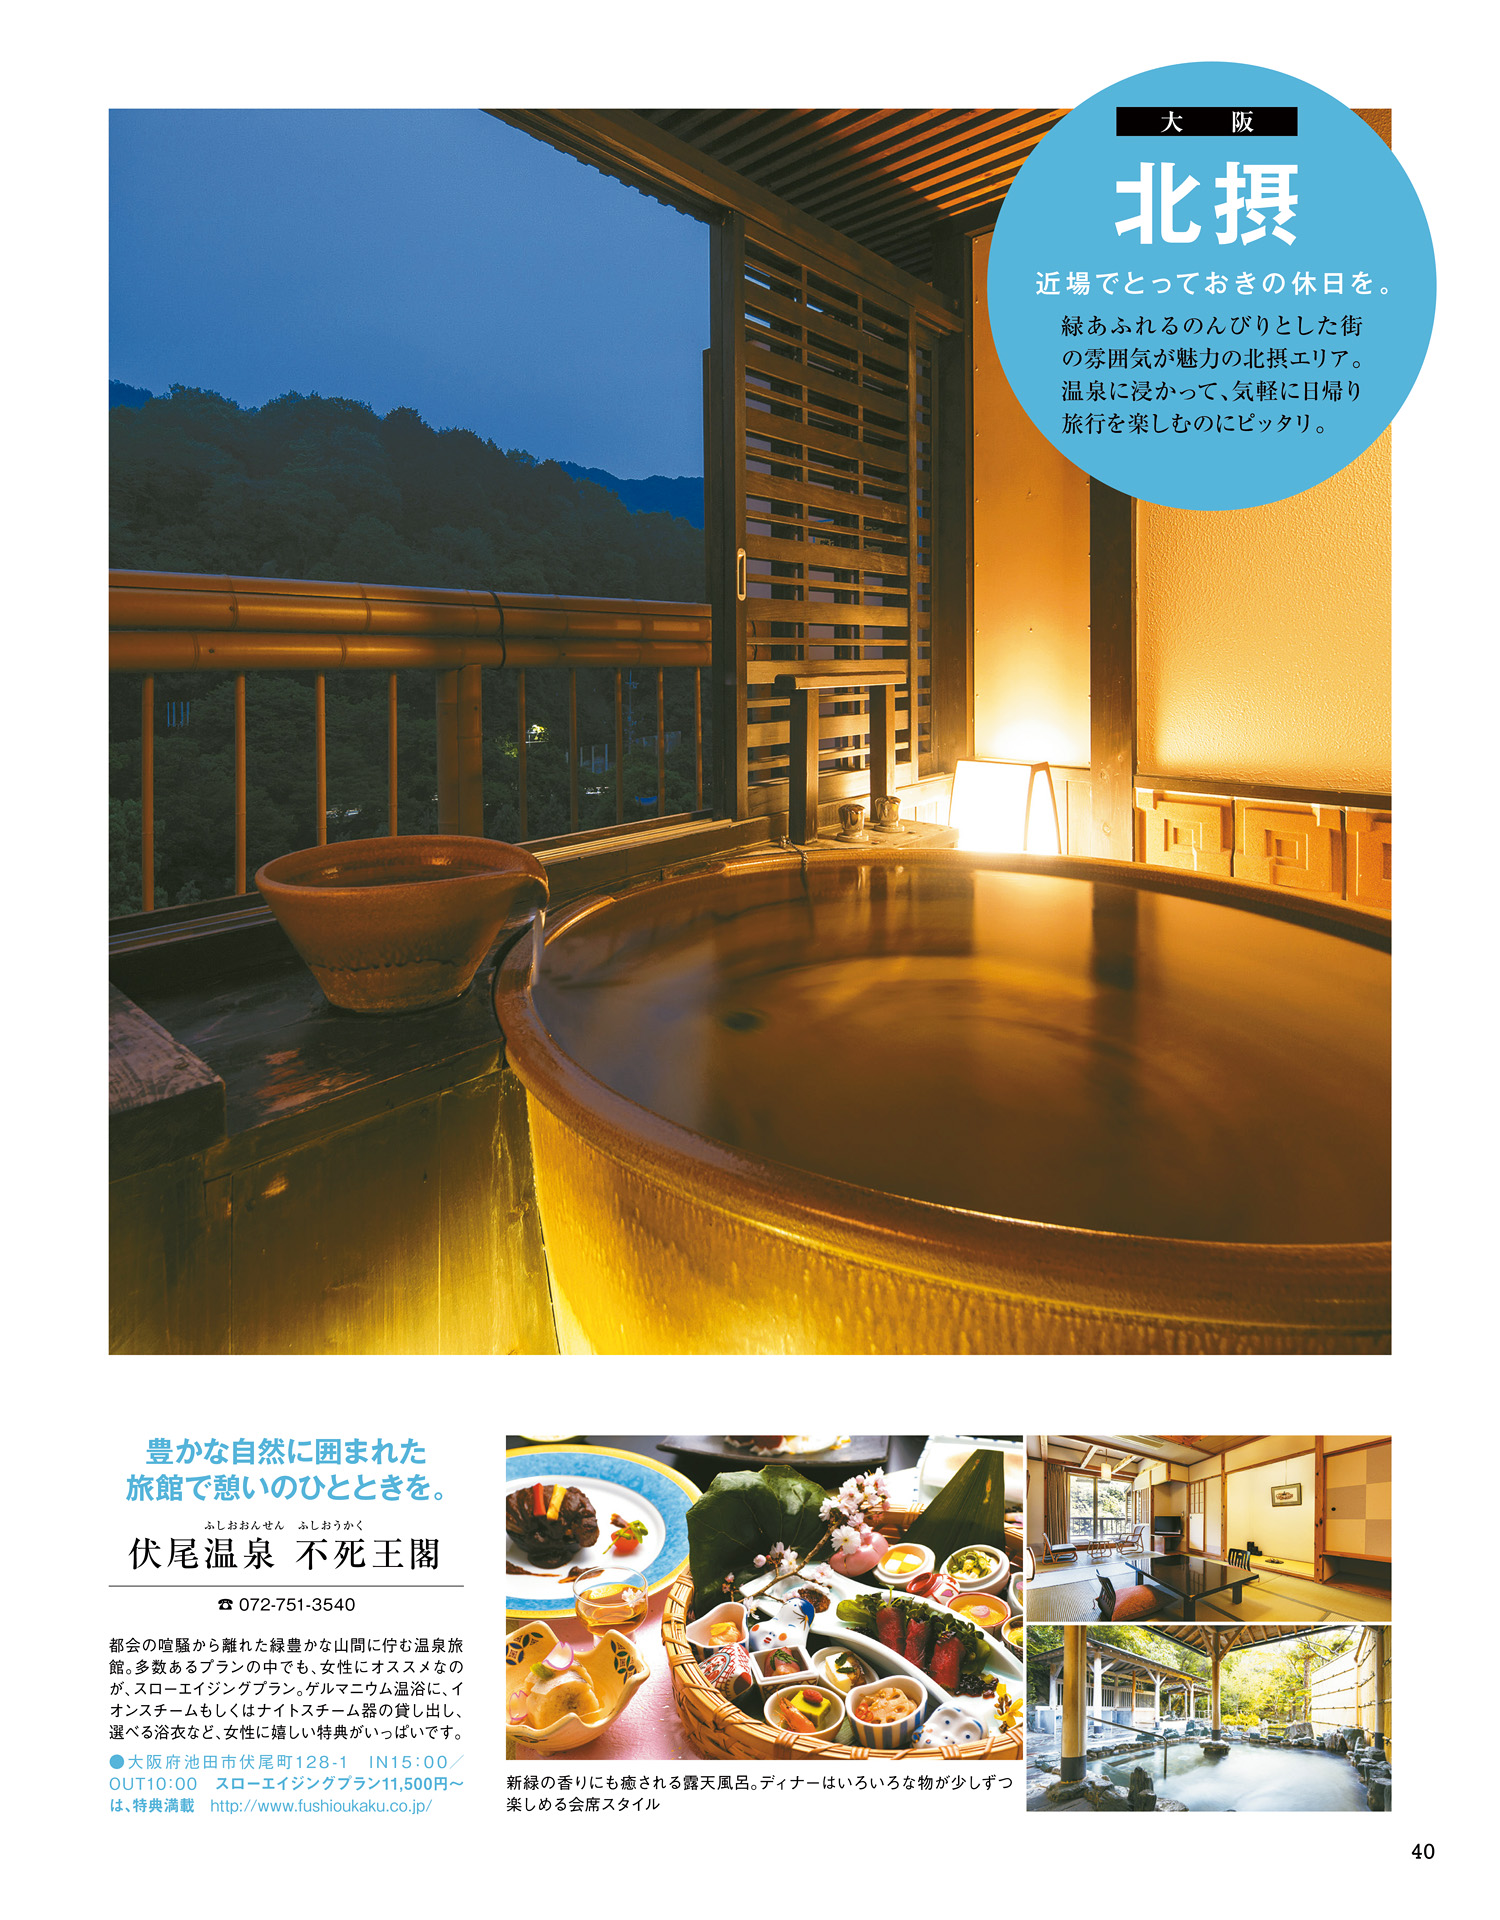 大阪
北摂
近場でとっておきの休日を。
緑あふれるのんびりとした街
の雰囲気が魅力の北摂エリア。
温泉に浸かって、気軽に日帰り
旅行を楽しむのにピッタリ。
豊かな自然に囲まれた
旅館で憩いのひとときを。
ふしおおんせん ふしおうかく
伏尾温泉 不死王閣
☎ 072-751-3540
都会の喧騒から離れた緑豊かな山間に佇む温泉旅
館。多数あるプランの中でも、女性にオススメなの
が、スローエイジングプラン。ゲルマニウム温浴に、イ
オンスチームもしくはナイトスチーム器の貸し出し、
選べる浴衣など、女性に嬉しい特典がいっぱいです。
●大阪府池田市伏尾町128-1 IN15:00／
OUT10:00 スローエイジングプラン11,500円〜
は、特典満載 http://www.fushioukaku.co.jp/
新緑の香りにも癒される露天風呂。ディナーはいろいろな物が少しずつ
楽しめる会席スタイル
40